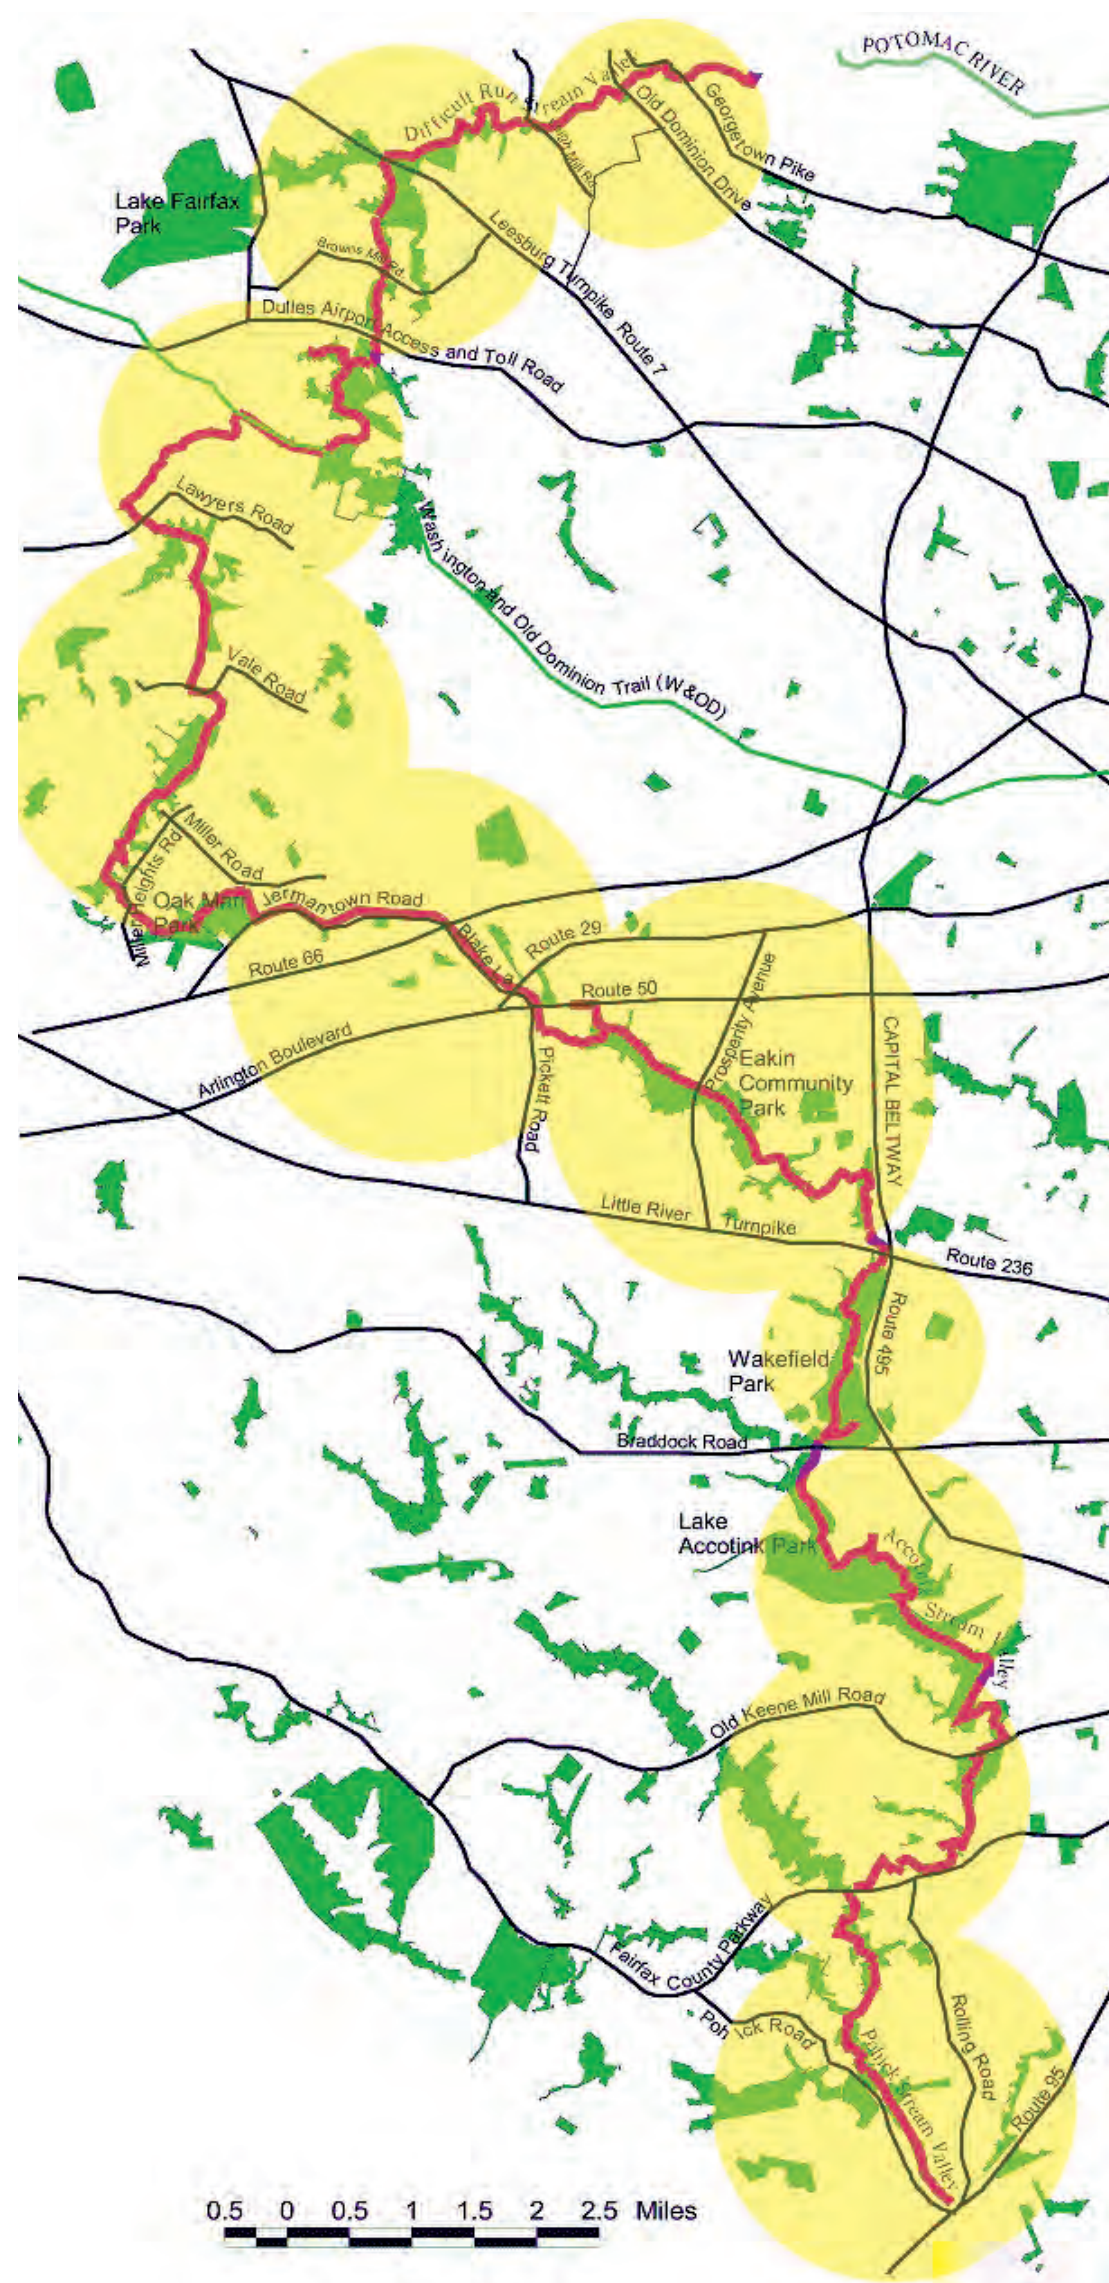 POTOMAC RIVER
Difficult Run Stream Valley
Georgetown Pike
Old Dominion Drive
Mill Rd.
Lake Fairfax
Park
Leesburg Turnpike Route 7
Browns Mill Rd.
Dulles Airport Access and Toll Road
Lawyers Road
Washington and Old Dominion Trail (W&OD)
Vale Road
Miller Road
Miller Heights Rd
Oak Marr
Park
Jermantown Road
Blake La
Route 29
Route 66
Route 50
Prosperity Avenue
Arlington Boulevard
CAPITAL BELTWAY
Pickett Road
Eakin
Community
Park
Little River Turnpike
Route 236
Route 495
Wakefield
Park
Braddock Road
Lake
Accotink Park
Accotink
Stream Valley
Old Keene Mill Road
Fairfax County Parkway
Pohick Road
Rolling Road
Pohick Stream Valley
Route 95
0.5 0 0.5 1 1.5 2 2.5 Miles